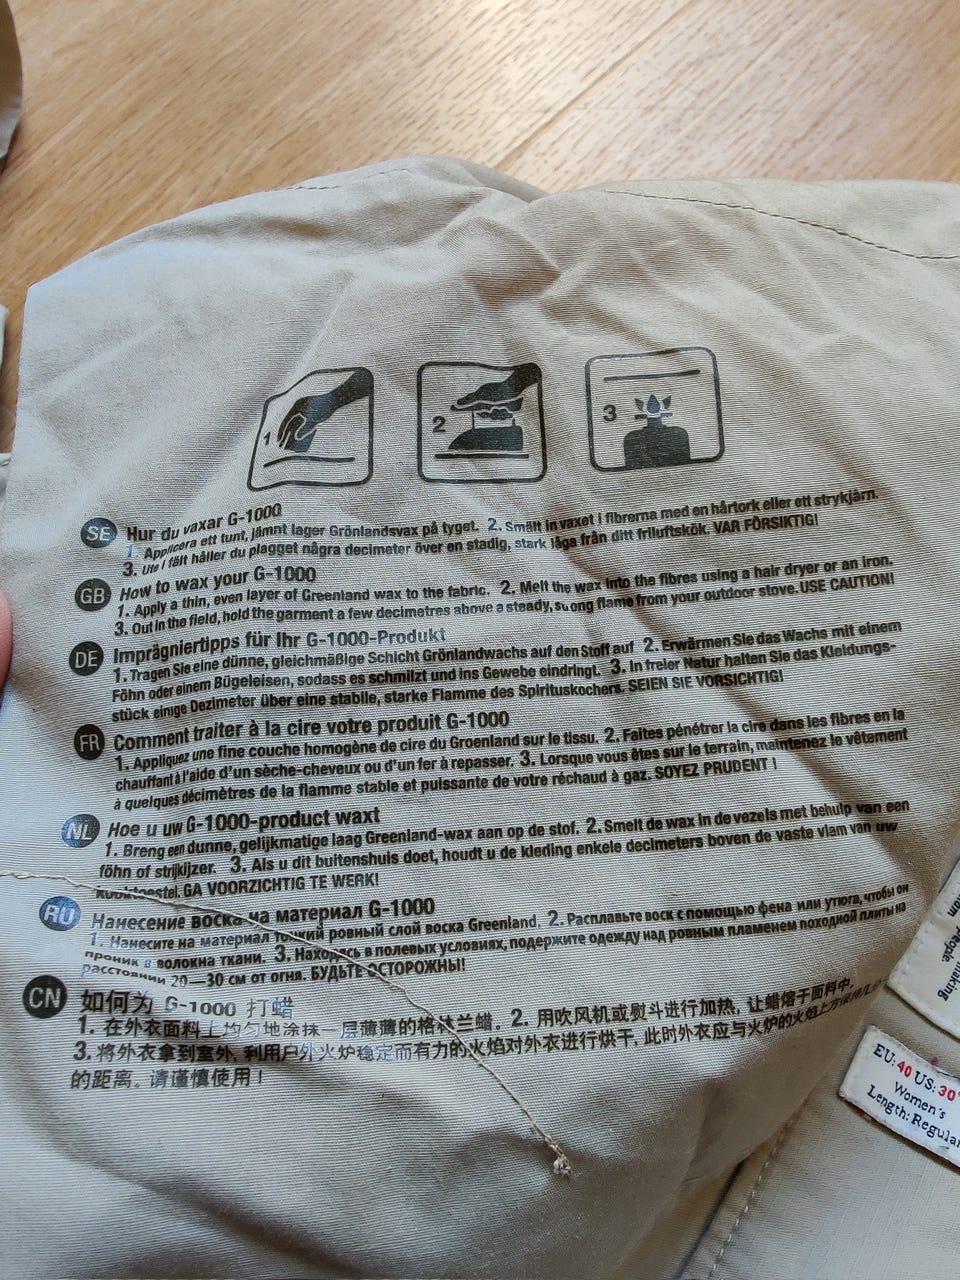 1
2
3
SE Hur du vaxar G-1000
1. Applicera ett tunt, jämnt lager Grönlandsvax på tyget. 2. Smält in vaxet i fibrerna med en hårtork eller ett strykjärn.
3. Ute i fält håller du plagget några decimeter över en stadig, stark låga från ditt friluftskök. VAR FÖRSIKTIG!
GB How to wax your G-1000
1. Apply a thin, even layer of Greenland wax to the fabric. 2. Melt the wax into the fibres using a hair dryer or an iron.
3. Out in the field, hold the garment a few decimetres above a steady, strong flame from your outdoor stove. USE CAUTION!
DE Imprägniertipps für Ihr G-1000-Produkt
1. Tragen Sie eine dünne, gleichmäßige Schicht Grönlandwachs auf den Stoff auf 2. Erwärmen Sie das Wachs mit einem
Föhn oder einem Bügeleisen, sodass es schmilzt und ins Gewebe eindringt. 3. In freier Natur halten Sie das Kleidungs-
stück einige Dezimeter über eine stabile, starke Flamme des Spirituskochers. SEIEN SIE VORSICHTIG!
FR Comment traiter à la cire votre produit G-1000
1. Appliquez une fine couche homogène de cire du Groenland sur le tissu. 2. Faites pénétrer la cire dans les fibres en la
chauffant à l'aide d'un sèche-cheveux ou d'un fer à repasser. 3. Lorsque vous êtes sur le terrain, maintenez le vêtement
à quelques décimètres de la flamme stable et puissante de votre réchaud à gaz. SOYEZ PRUDENT !
NL Hoe u uw G-1000-product waxt
1. Breng een dunne, gelijkmatige laag Greenland-wax aan op de stof. 2. Smelt de wax in de vezels met behulp van een
föhn of strijkijzer. 3. Als u dit buitenshuis doet, houdt u de kleding enkele decimeters boven de vaste vlam van uw
kooktoestel. GA VOORZICHTIG TE WERK!
RU Нанесение воска на материал G-1000
1. Нанесите на материал тонкий ровный слой воска Greenland. 2. Расплавьте воск с помощью фена или утюга, чтобы он
проник в волокна ткани. 3. Находясь в полевых условиях, подержите одежду над ровным пламенем походной плиты на
расстоянии 20—30 см от огня. БУДЬТЕ ОСТОРОЖНЫ!
CN 如何为 G-1000 打蜡
1. 在外衣面料上均匀地涂抹一层薄薄的格林兰蜡。2. 用吹风机或熨斗进行加热, 让蜡熔于面料中.
3. 将外衣拿到室外, 利用户外火炉稳定而有力的火焰对外衣进行烘干, 此时外衣应与火炉的火焰上方保持几
的距离。请谨慎使用！
people.
making
EU: 40 US: 30
Women's
Length: Regular